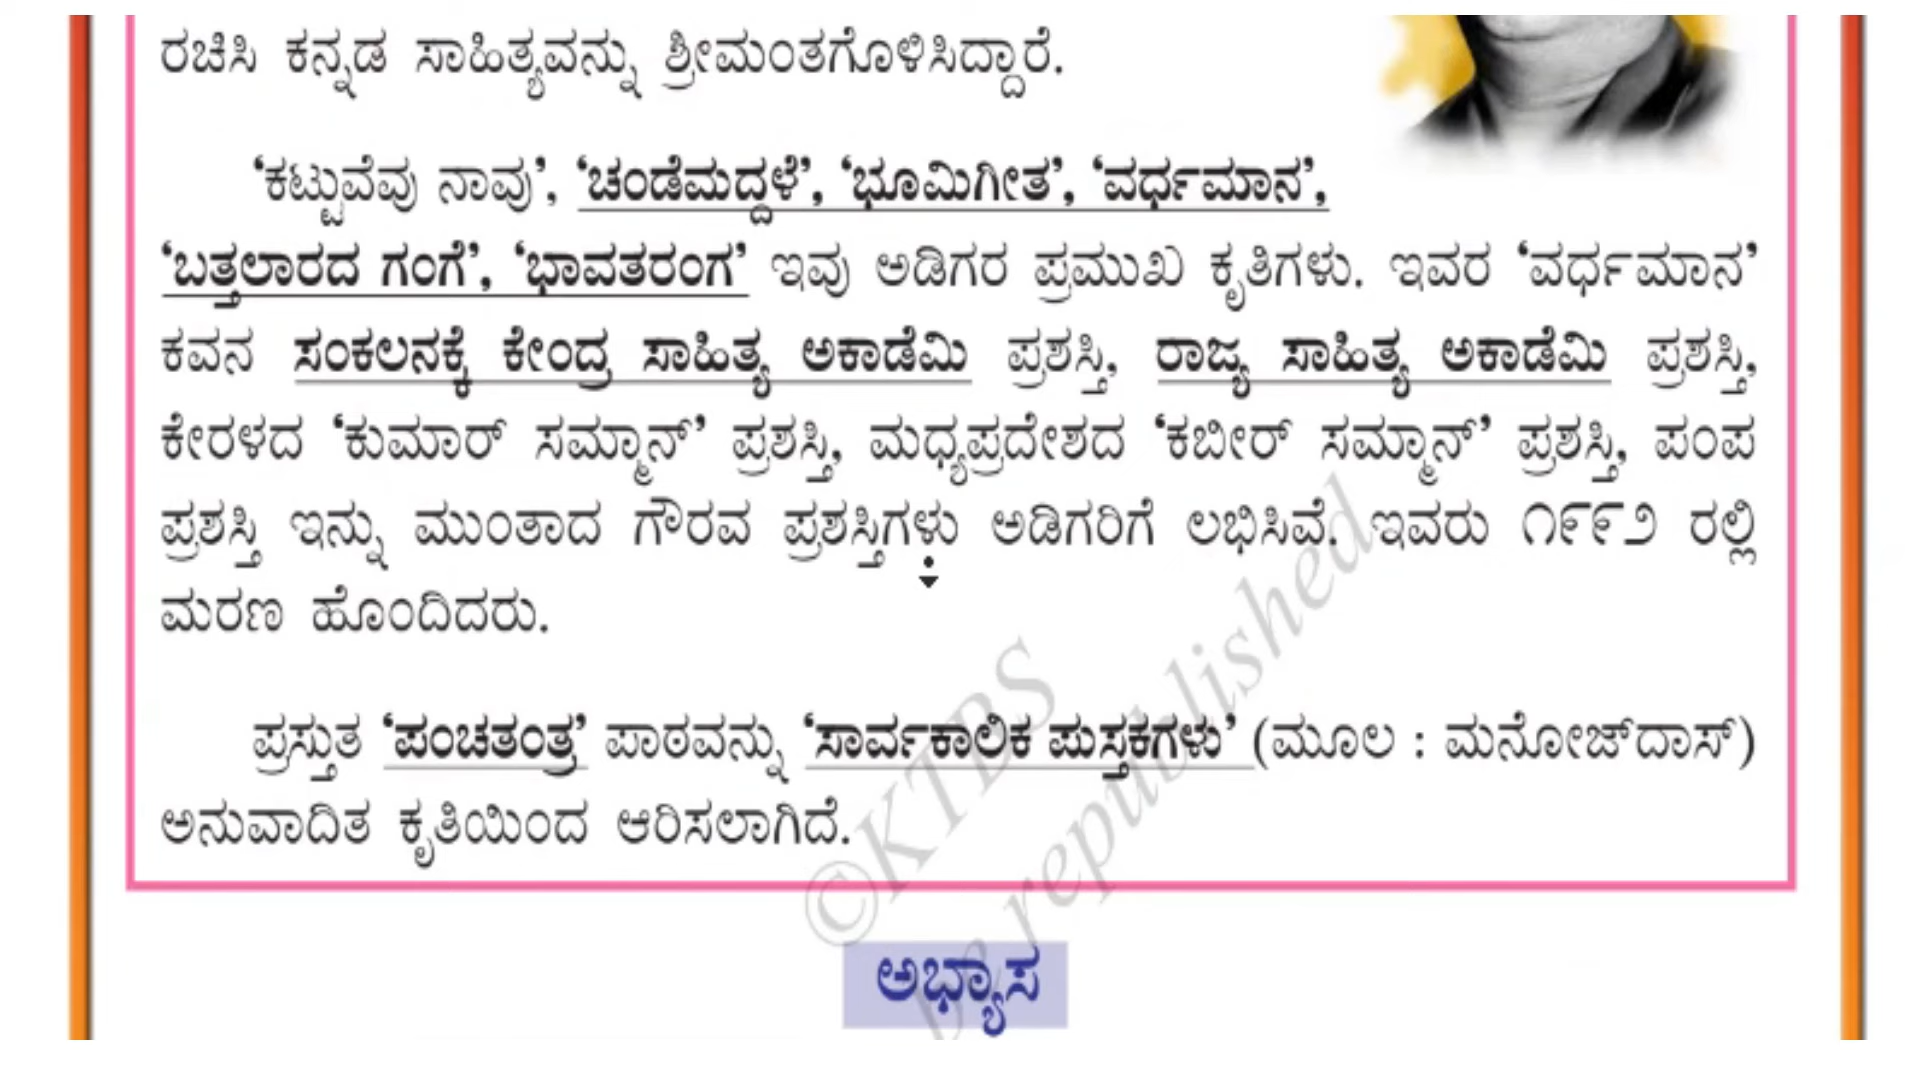 ರಚಿಸಿ ಕನ್ನಡ ಸಾಹಿತ್ಯವನ್ನು ಶ್ರೀಮಂತಗೊಳಿಸಿದ್ದಾರೆ.
‘ಕಟ್ಟುವೆವು ನಾವು’, ‘ಚಂಡೆಮದ್ದಳೆ’, ‘ಭೂಮಿಗೀತ’, ‘ವರ್ಧಮಾನ’,
‘ಬತ್ತಲಾರದ ಗಂಗೆ’, ‘ಭಾವತರಂಗ’ ಇವು ಅಡಿಗರ ಪ್ರಮುಖ ಕೃತಿಗಳು. ಇವರ ‘ವರ್ಧಮಾನ’
ಕವನ ಸಂಕಲನಕ್ಕೆ ಕೇಂದ್ರ ಸಾಹಿತ್ಯ ಅಕಾಡೆಮಿ ಪ್ರಶಸ್ತಿ, ರಾಜ್ಯ ಸಾಹಿತ್ಯ ಅಕಾಡೆಮಿ ಪ್ರಶಸ್ತಿ,
ಕೇರಳದ ‘ಕುಮಾರ್ ಸಮ್ಮಾನ್’ ಪ್ರಶಸ್ತಿ, ಮಧ್ಯಪ್ರದೇಶದ ‘ಕಬೀರ್ ಸಮ್ಮಾನ್’ ಪ್ರಶಸ್ತಿ, ಪಂಪ
ಪ್ರಶಸ್ತಿ ಇನ್ನು ಮುಂತಾದ ಗೌರವ ಪ್ರಶಸ್ತಿಗಳು ಅಡಿಗರಿಗೆ ಲಭಿಸಿವೆ. ಇವರು ೧೯೯೨ ರಲ್ಲಿ
ಮರಣ ಹೊಂದಿದರು.
ಪ್ರಸ್ತುತ ‘ಪಂಚತಂತ್ರ’ ಪಾಠವನ್ನು ‘ಸಾರ್ವಕಾಲಿಕ ಪುಸ್ತಕಗಳು’ (ಮೂಲ : ಮನೋಜ್‌ದಾಸ್)
ಅನುವಾದಿತ ಕೃತಿಯಿಂದ ಆರಿಸಲಾಗಿದೆ.
©KTBS
be republished
ಅಭ್ಯಾಸ